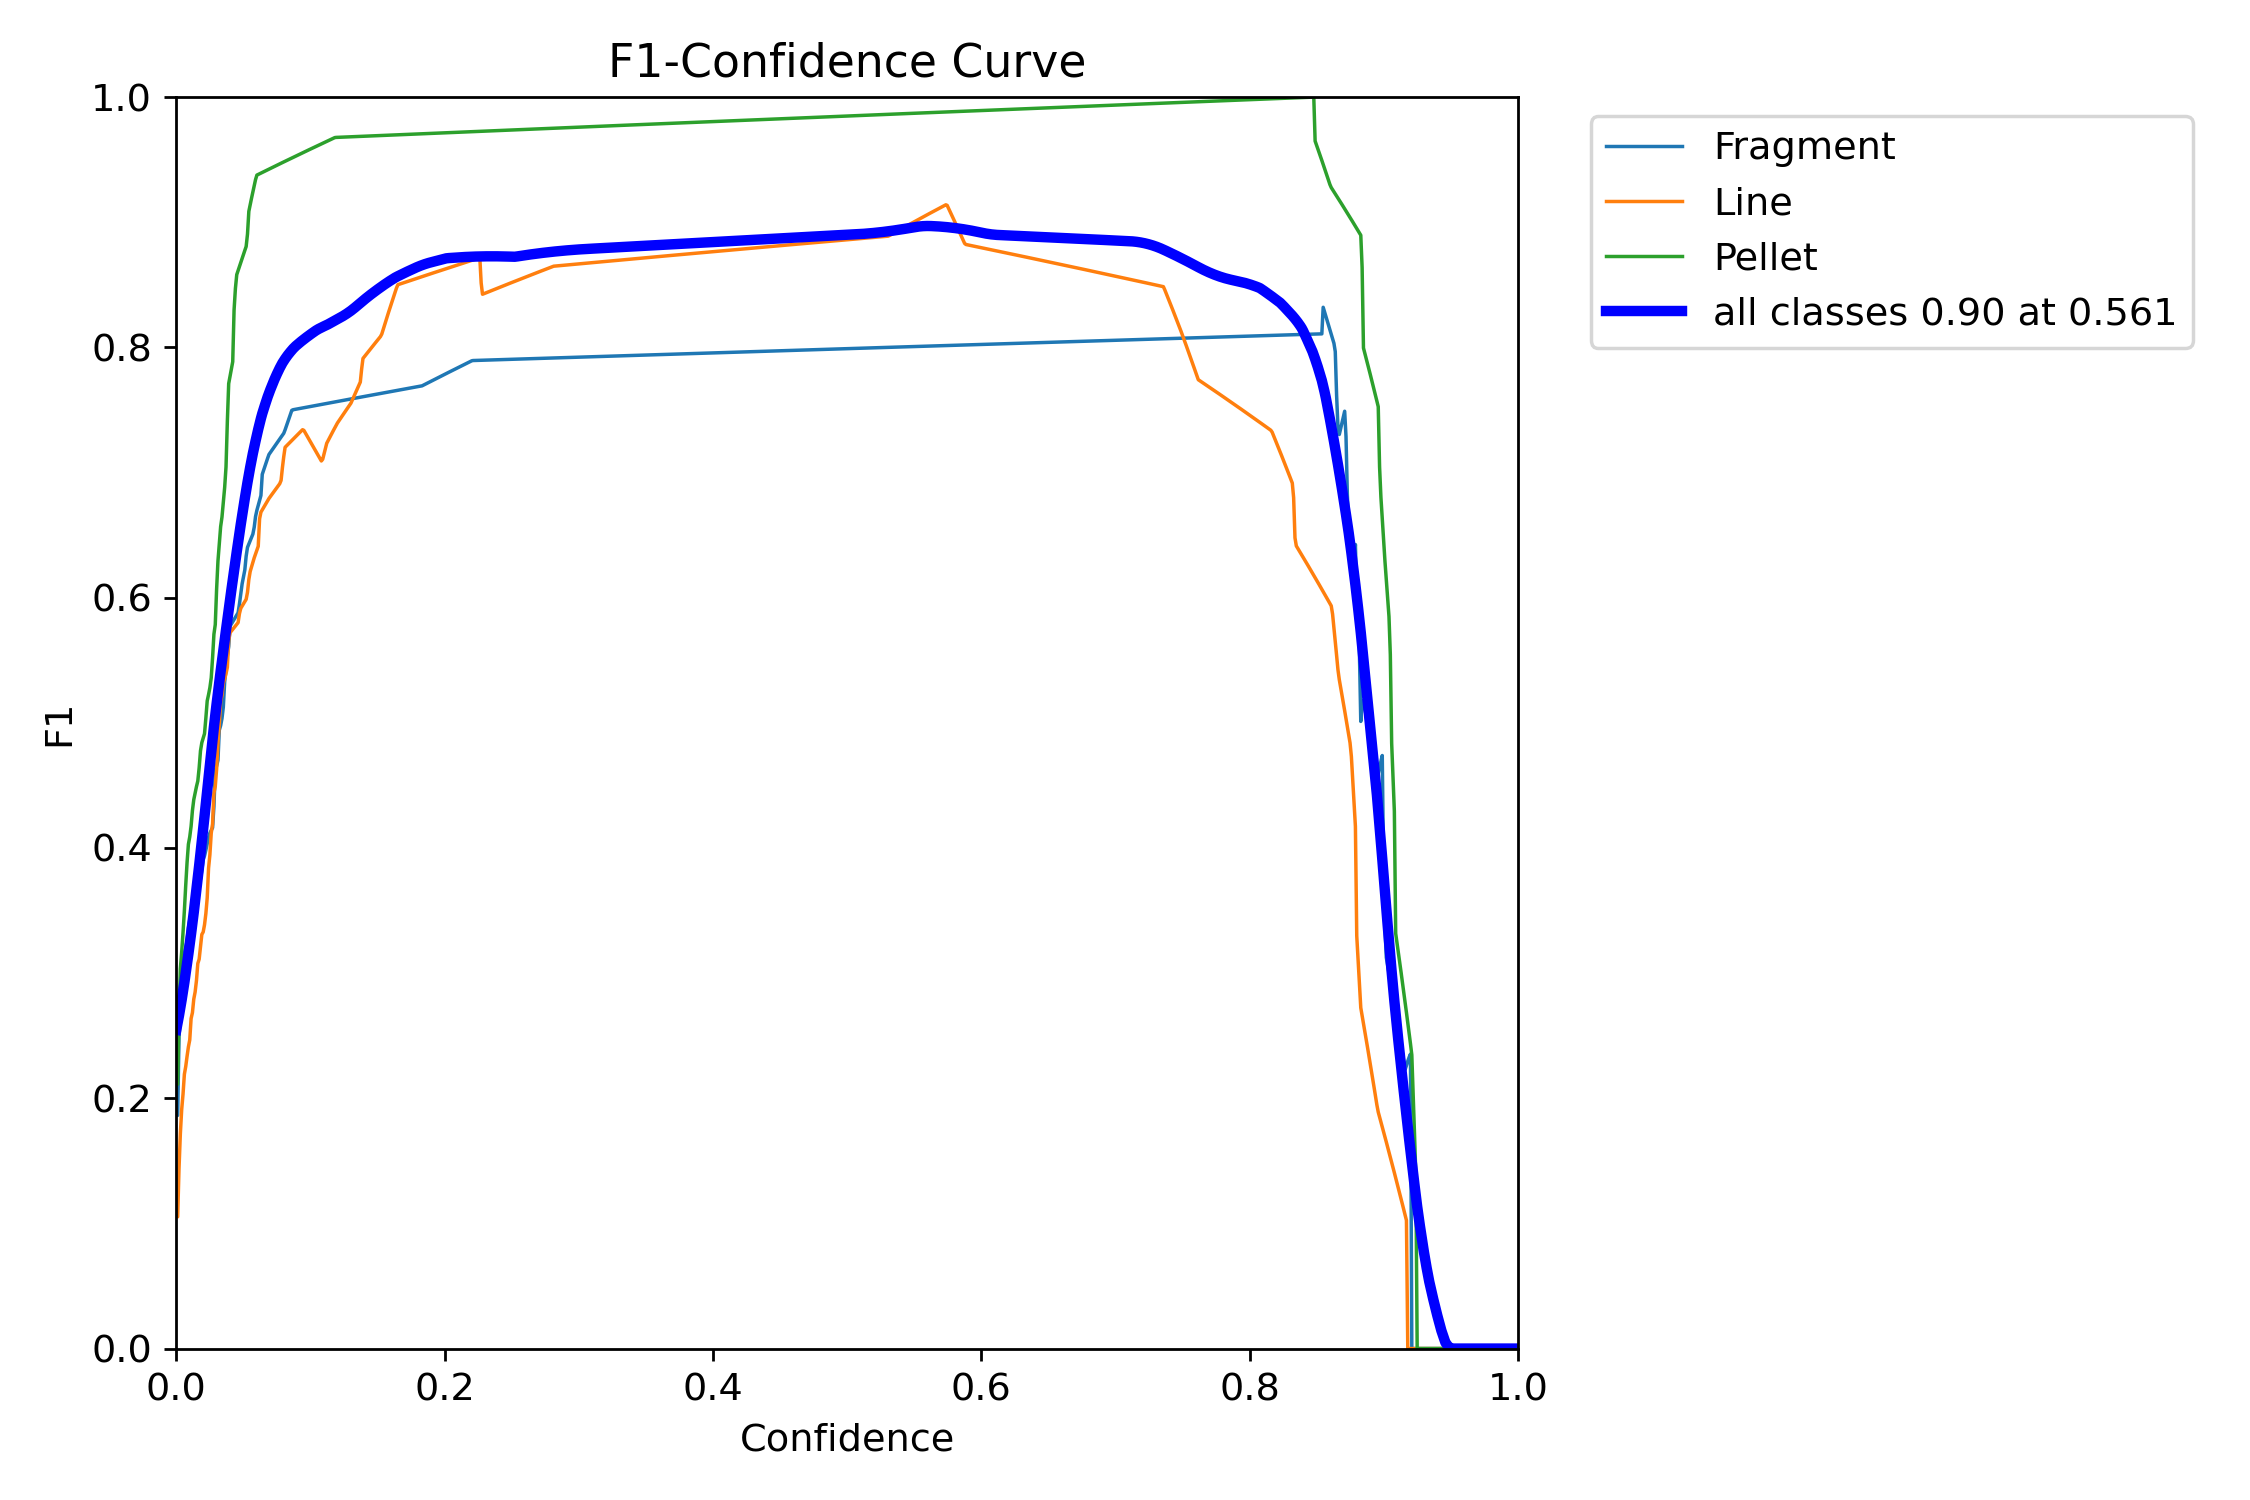 F1-Confidence Curve
1.0
0.8
0.6
0.4
0.2
0.0
F1
0.0 0.2 0.4 0.6 0.8 1.0
Confidence
Fragment
Line
Pellet
all classes 0.90 at 0.561